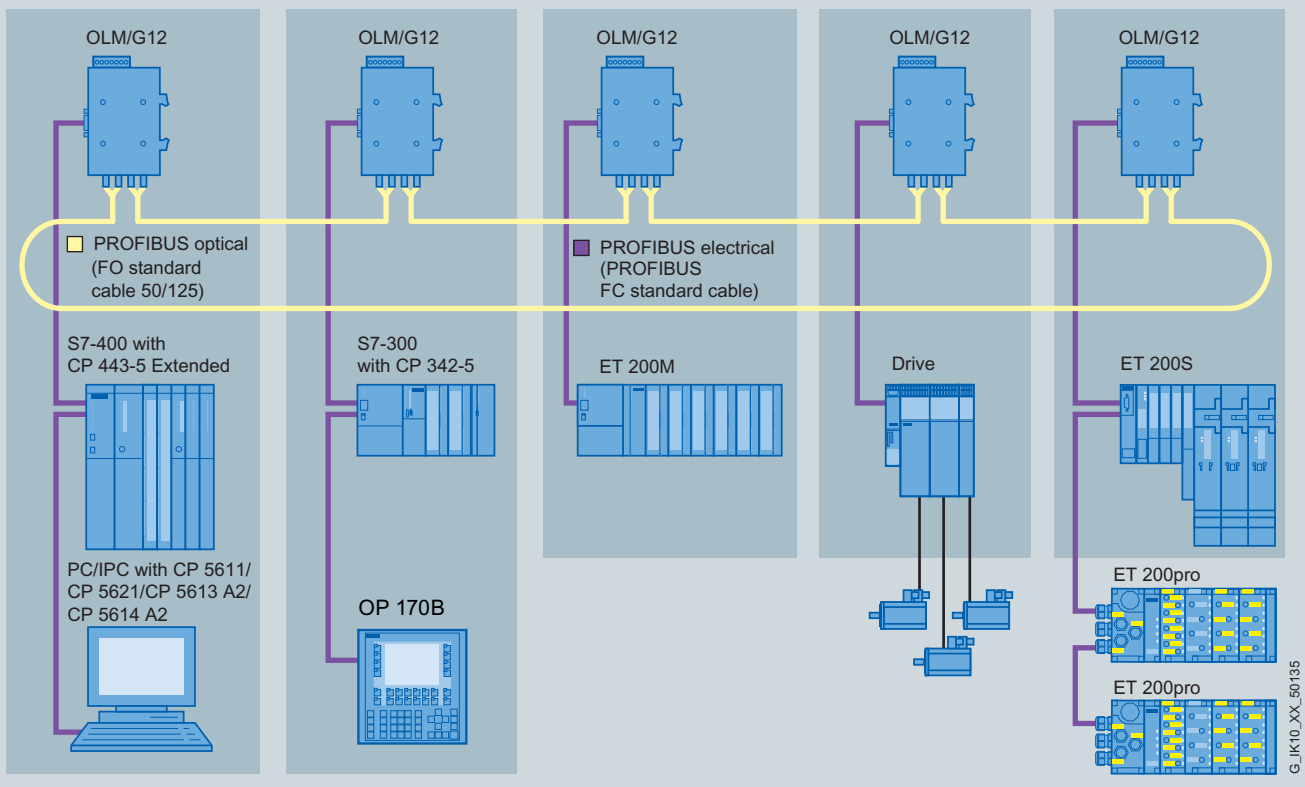 OLM/G12
OLM/G12
OLM/G12
OLM/G12
OLM/G12
PROFIBUS optical
(FO standard
cable 50/125)
PROFIBUS electrical
(PROFIBUS
FC standard cable)
S7-400 with
CP 443-5 Extended
S7-300
with CP 342-5
ET 200M
Drive
ET 200S
PC/IPC with CP 5611/
CP 5621/CP 5613 A2/
CP 5614 A2
OP 170B
ET 200pro
ET 200pro
G_IK10_XX_50135